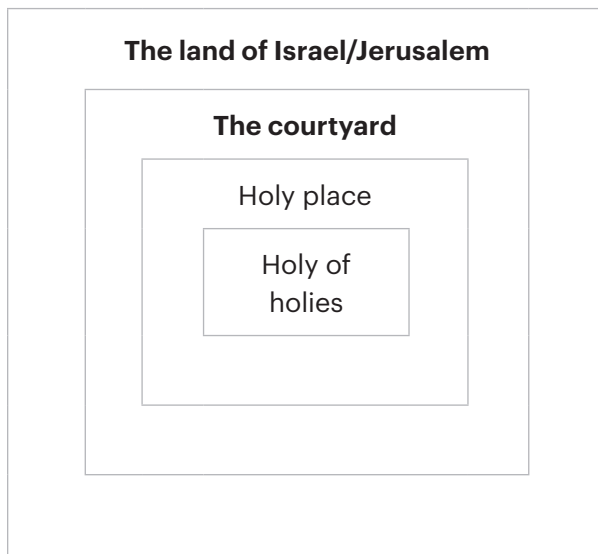 The land of Israel/Jerusalem
The courtyard
Holy place
Holy of
holies